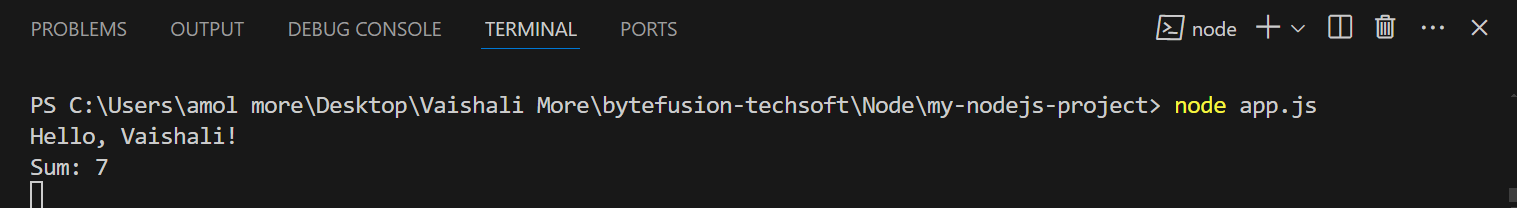 PROBLEMS OUTPUT DEBUG CONSOLE TERMINAL PORTS node
PS C:\Users\amol more\Desktop\Vaishali More\bytefusion-techsoft\Node\my-nodejs-project> node app.js
Hello, Vaishali!
Sum: 7